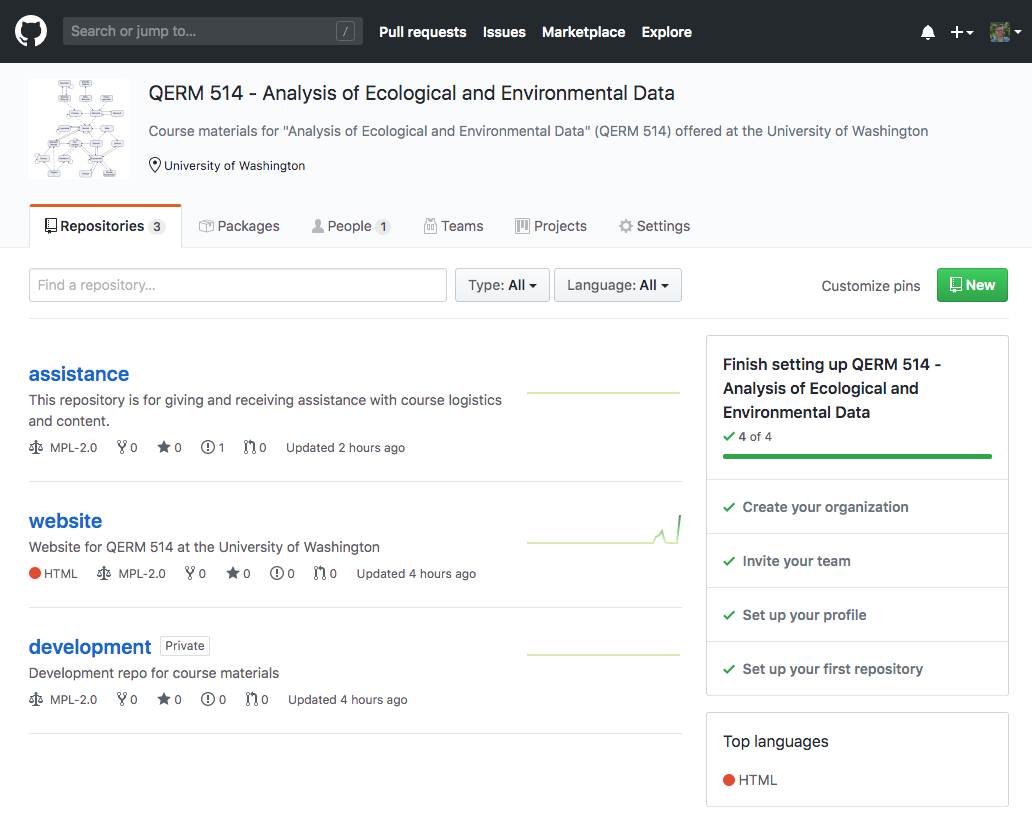 Search or jump to... / Pull requests Issues Marketplace Explore
QERM 514 - Analysis of Ecological and Environmental Data
Course materials for "Analysis of Ecological and Environmental Data" (QERM 514) offered at the University of Washington
University of Washington
Repositories 3 Packages People 1 Teams Projects Settings
Find a repository... Type: All Language: All Customize pins New
assistance
This repository is for giving and receiving assistance with course logistics
and content.
MPL-2.0 0 0 1 0 Updated 2 hours ago
website
Website for QERM 514 at the University of Washington
HTML MPL-2.0 0 0 0 0 Updated 4 hours ago
development Private
Development repo for course materials
MPL-2.0 0 0 0 0 Updated 4 hours ago
Finish setting up QERM 514 -
Analysis of Ecological and
Environmental Data
4 of 4
Create your organization
Invite your team
Set up your profile
Set up your first repository
Top languages
HTML